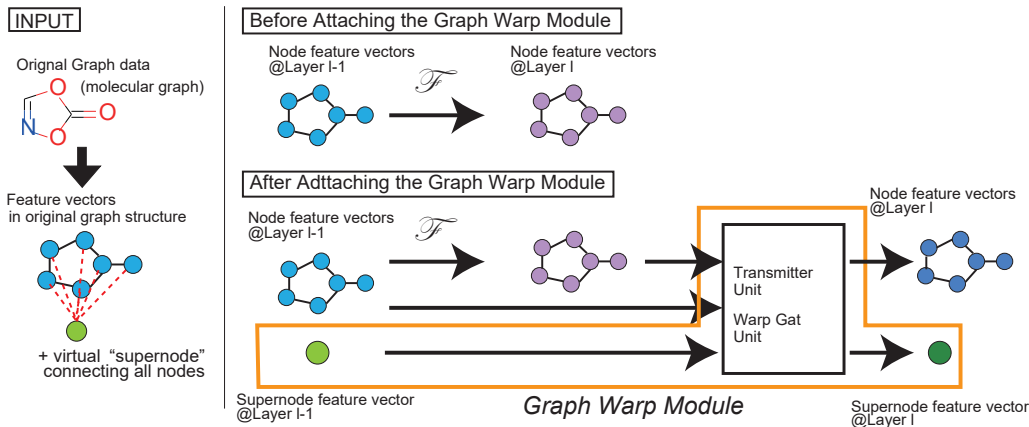 INPUT
Orignal Graph data
(molecular graph)
O
O
N
O
Feature vectors
in original graph structure
+ virtual “supernode”
connecting all nodes
Before Attaching the Graph Warp Module
Node feature vectors
@Layer l-1
ℱ
Node feature vectors
@Layer l
After Adttaching the Graph Warp Module
Node feature vectors
@Layer l-1
ℱ
Node feature vectors
@Layer l
Transmitter
Unit
Warp Gat
Unit
Supernode feature vector
@Layer l-1
Graph Warp Module
Supernode feature vector
@Layer l